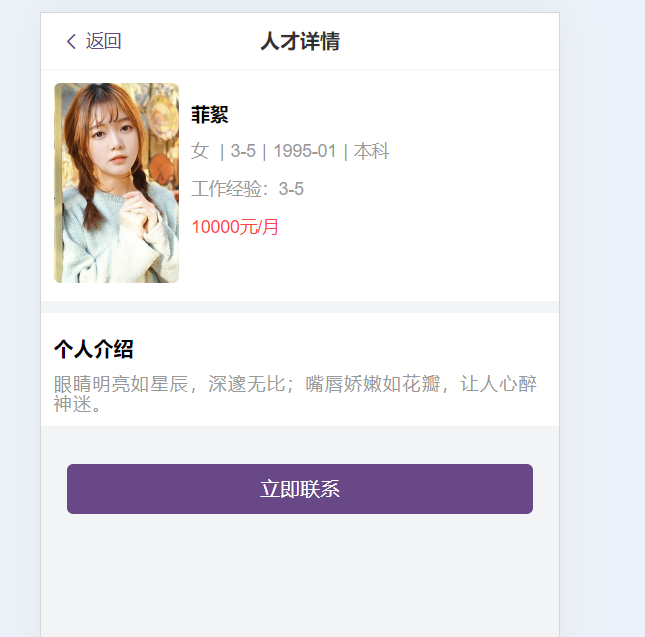 返回
人才详情
菲絮
女 | 3-5 | 1995-01 | 本科
工作经验：3-5
10000元/月
个人介绍
眼睛明亮如星辰，深邃无比；嘴唇娇嫩如花瓣，让人心醉
神迷。
立即联系